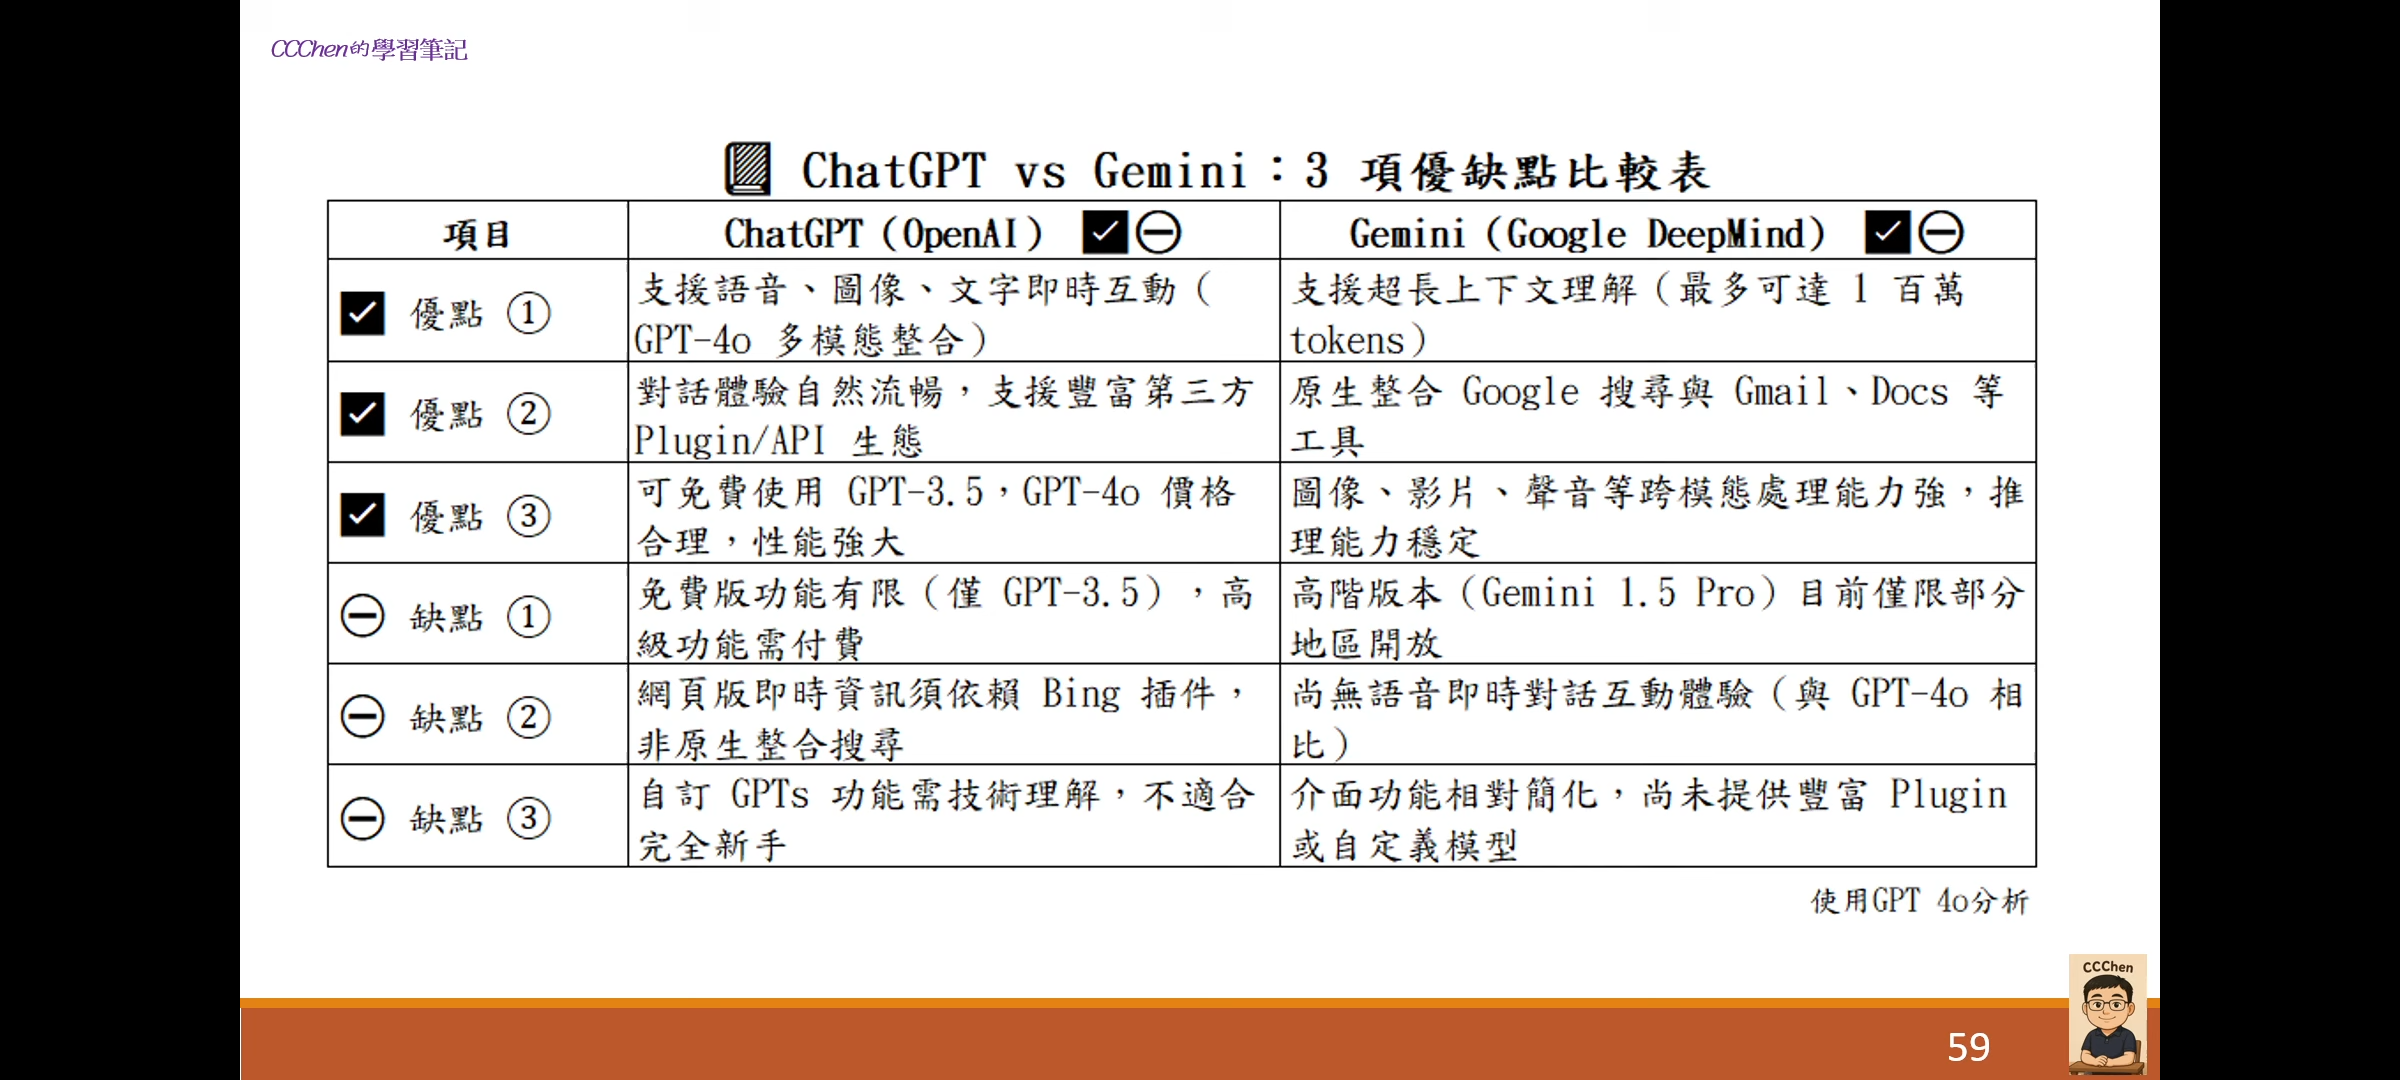 CCChen的學習筆記
ChatGPT vs Gemini：3 項優缺點比較表
項目
ChatGPT（OpenAI）
Gemini（Google DeepMind）
優點 ①
支援語音、圖像、文字即時互動（
GPT-4o 多模態整合）
支援超長上下文理解（最多可達 1 百萬
tokens）
優點 ②
對話體驗自然流暢，支援豐富第三方
Plugin/API 生態
原生整合 Google 搜尋與 Gmail、Docs 等
工具
優點 ③
可免費使用 GPT-3.5，GPT-4o 價格
合理，性能強大
圖像、影片、聲音等跨模態處理能力強，推
理能力穩定
缺點 ①
免費版功能有限（僅 GPT-3.5），高
級功能需付費
高階版本（Gemini 1.5 Pro）目前僅限部分
地區開放
缺點 ②
網頁版即時資訊須依賴 Bing 插件，
非原生整合搜尋
尚無語音即時對話互動體驗（與 GPT-4o 相
比）
缺點 ③
自訂 GPTs 功能需技術理解，不適合
完全新手
介面功能相對簡化，尚未提供豐富 Plugin
或自定義模型
使用GPT 4o分析
CCChen
59